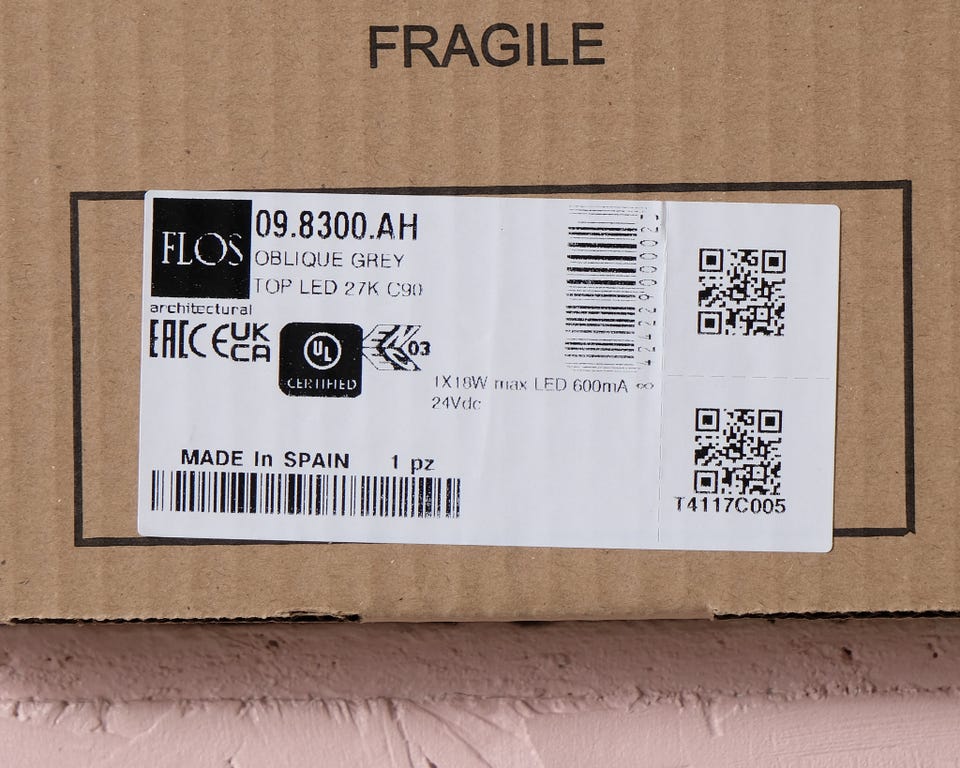 FRAGILE
FLOS
architectural
09.8300.AH
OBLIQUE GREY
TOP LED 27K C90
EAC CE UK
CA
UL
CERTIFIED
03
1X18W max LED 600mA
24Vdc
MADE In SPAIN 1 pz
T4117C005